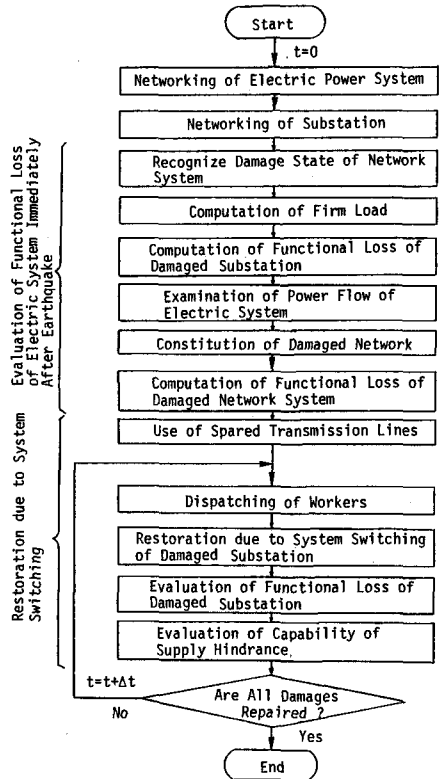 Start
t=0
Networking of Electric Power System
Networking of Substation
Evaluation of Functional Loss
of Electric System Immediately
After Earthquake
Recognize Damage State of Network
System
Computation of Firm Load
Computation of Functional Loss of
Damaged Substation
Examination of Power Flow of
Electric System
Constitution of Damaged Network
Computation of Functional Loss of
Damaged Network System
Restoration due to System
Switching
Use of Spared Transmission Lines
Dispatching of Workers
Restoration due to System Switching
of Damaged Substation
Evaluation of Functional Loss of
Damaged Substation
Evaluation of Capability of
Supply Hindrance.
t=t+Δt
No
Are All Damages
Repaired ?
Yes
End